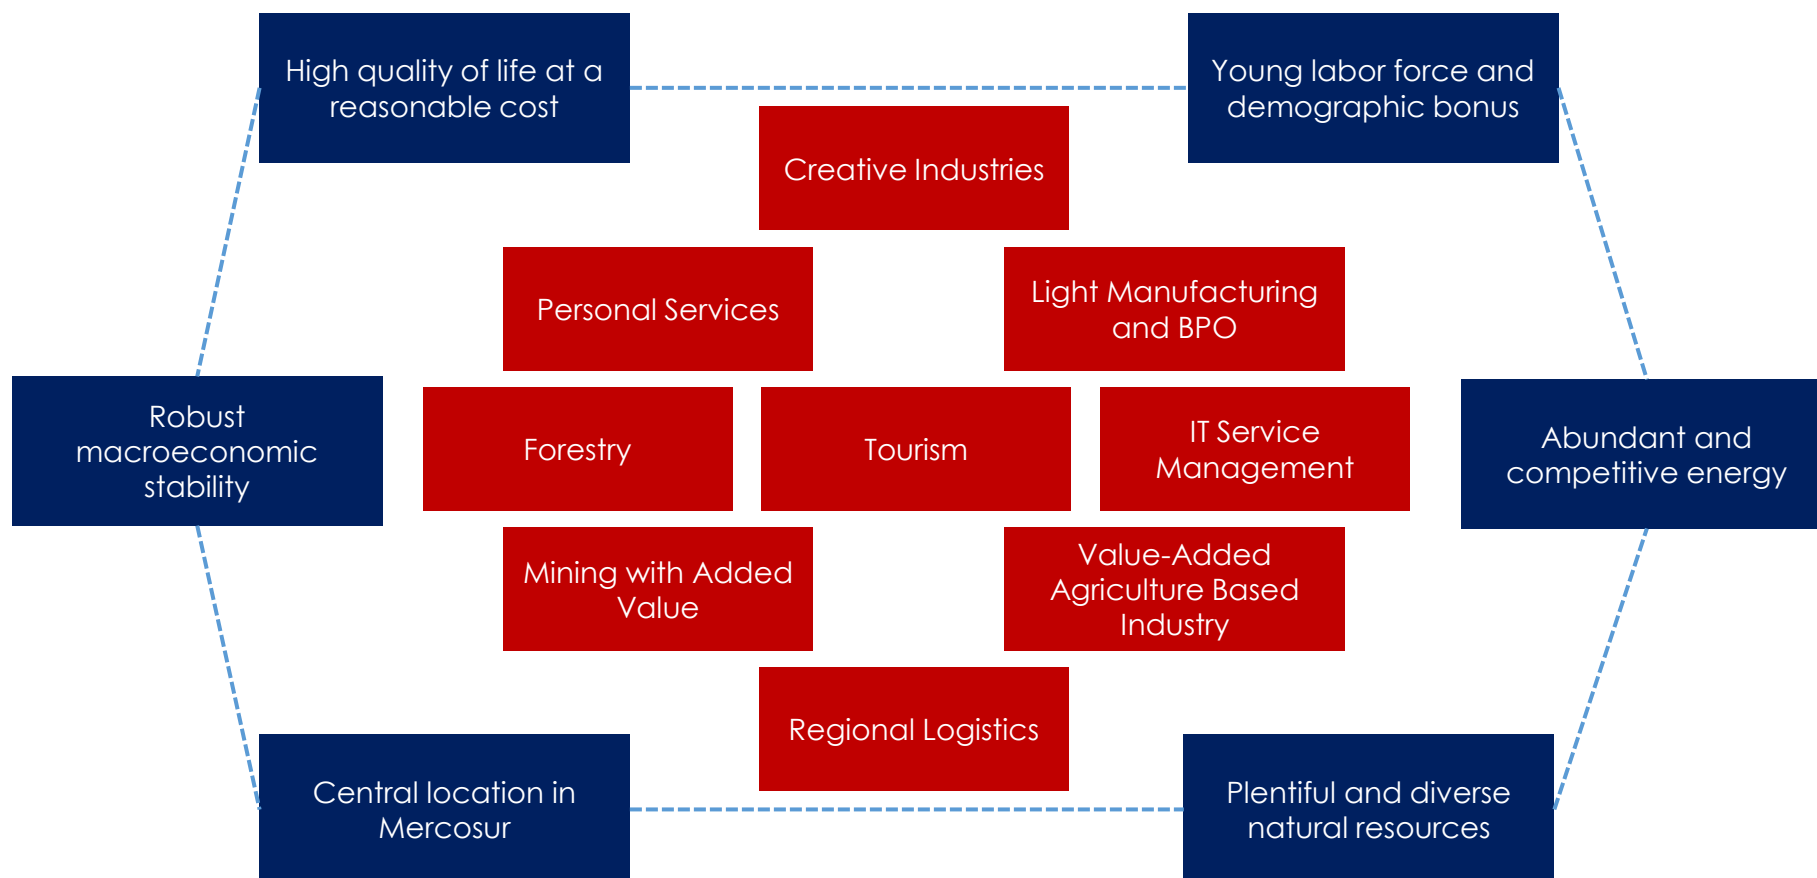 High quality of life at a
reasonable cost
Young labor force and
demographic bonus
Creative Industries
Personal Services
Light Manufacturing
and BPO
Robust
macroeconomic
stability
Forestry
Tourism
IT Service
Management
Abundant and
competitive energy
Mining with Added
Value
Value-Added
Agriculture Based
Industry
Regional Logistics
Central location in
Mercosur
Plentiful and diverse
natural resources